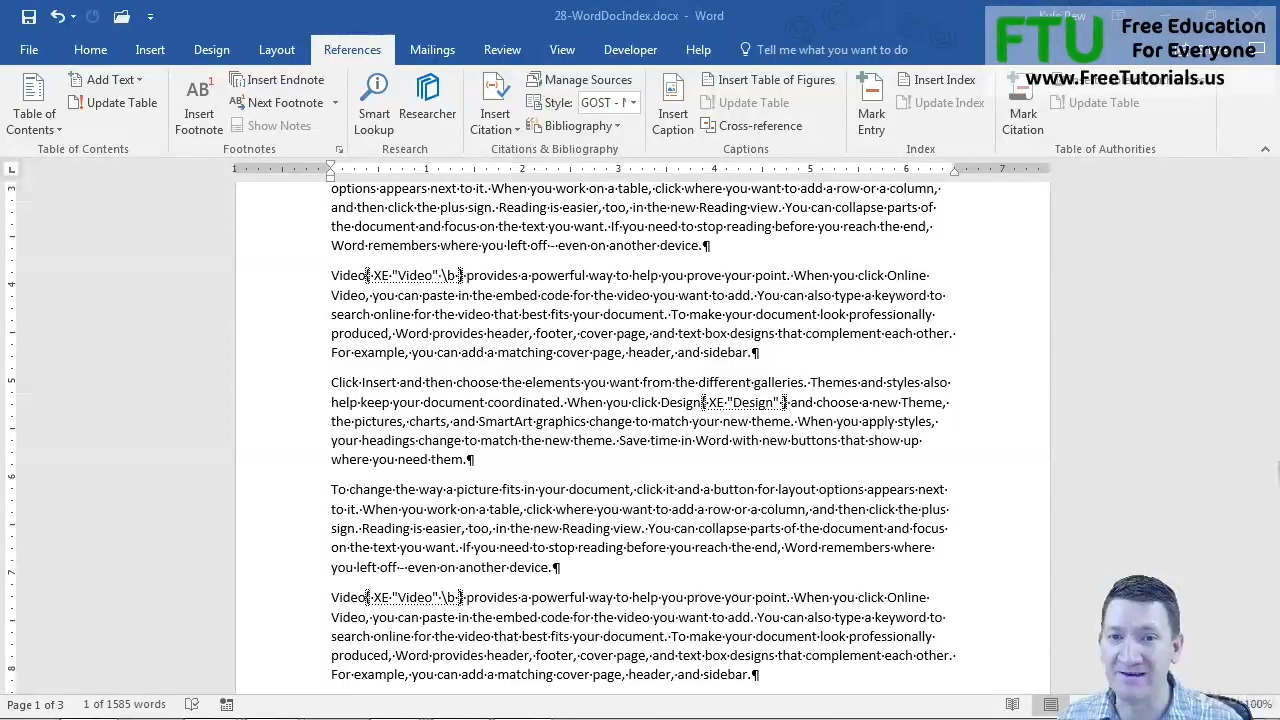 28-WordDocIndex.docx - Word
Kyle Pew
File Home Insert Design Layout References Mailings Review View Developer Help Tell me what you want to do
FTU Free Education
For Everyone
www.FreeTutorials.us
Table of
Contents
Add Text
Update Table
Table of Contents
AB1
Insert
Footnote
Insert Endnote
Next Footnote
Show Notes
Footnotes
Smart
Lookup
Researcher
Research
Insert
Citation
Manage Sources
Style: GOST - N
Bibliography
Citations & Bibliography
Insert
Caption
Insert Table of Figures
Update Table
Cross-reference
Captions
Mark
Entry
Insert Index
Update Index
Index
Mark
Citation
Update Table
Table of Authorities
1 1 2 3 4 5 6 7
3
4
5
6
7
8
options·appears·next·to·it.·When·you·work·on·a·table,·click·where·you·want·to·add·a·row·or·a·column,·
and·then·click·the·plus·sign.·Reading·is·easier,·too,·in·the·new·Reading·view.·You·can·collapse·parts·of·
the·document·and·focus·on·the·text·you·want.·If·you·need·to·stop·reading·before·you·reach·the·end,·
Word·remembers·where·you·left·off·-·even·on·another·device.¶
Video{·XE·"Video"·\b·}·provides·a·powerful·way·to·help·you·prove·your·point.·When·you·click·Online·
Video,·you·can·paste·in·the·embed·code·for·the·video·you·want·to·add.·You·can·also·type·a·keyword·to·
search·online·for·the·video·that·best·fits·your·document.·To·make·your·document·look·professionally·
produced,·Word·provides·header,·footer,·cover·page,·and·text·box·designs·that·complement·each·other.·
For·example,·you·can·add·a·matching·cover·page,·header,·and·sidebar.¶
Click·Insert·and·then·choose·the·elements·you·want·from·the·different·galleries.·Themes·and·styles·also·
help·keep·your·document·coordinated.·When·you·click·Design{·XE·"Design"·}·and·choose·a·new·Theme,·
the·pictures,·charts,·and·SmartArt·graphics·change·to·match·your·new·theme.·When·you·apply·styles,·
your·headings·change·to·match·the·new·theme.·Save·time·in·Word·with·new·buttons·that·show·up·
where·you·need·them.¶
To·change·the·way·a·picture·fits·in·your·document,·click·it·and·a·button·for·layout·options·appears·next·
to·it.·When·you·work·on·a·table,·click·where·you·want·to·add·a·row·or·a·column,·and·then·click·the·plus·
sign.·Reading·is·easier,·too,·in·the·new·Reading·view.·You·can·collapse·parts·of·the·document·and·focus·
on·the·text·you·want.·If·you·need·to·stop·reading·before·you·reach·the·end,·Word·remembers·where·
you·left·off·-·even·on·another·device.¶
Video{·XE·"Video"·\b·}·provides·a·powerful·way·to·help·you·prove·your·point.·When·you·click·Online·
Video,·you·can·paste·in·the·embed·code·for·the·video·you·want·to·add.·You·can·also·type·a·keyword·to·
search·online·for·the·video·that·best·fits·your·document.·To·make·your·document·look·professionally·
produced,·Word·provides·header,·footer,·cover·page,·and·text·box·designs·that·complement·each·other.·
For·example,·you·can·add·a·matching·cover·page,·header,·and·sidebar.¶
Page 1 of 3 1 of 1585 words 100%